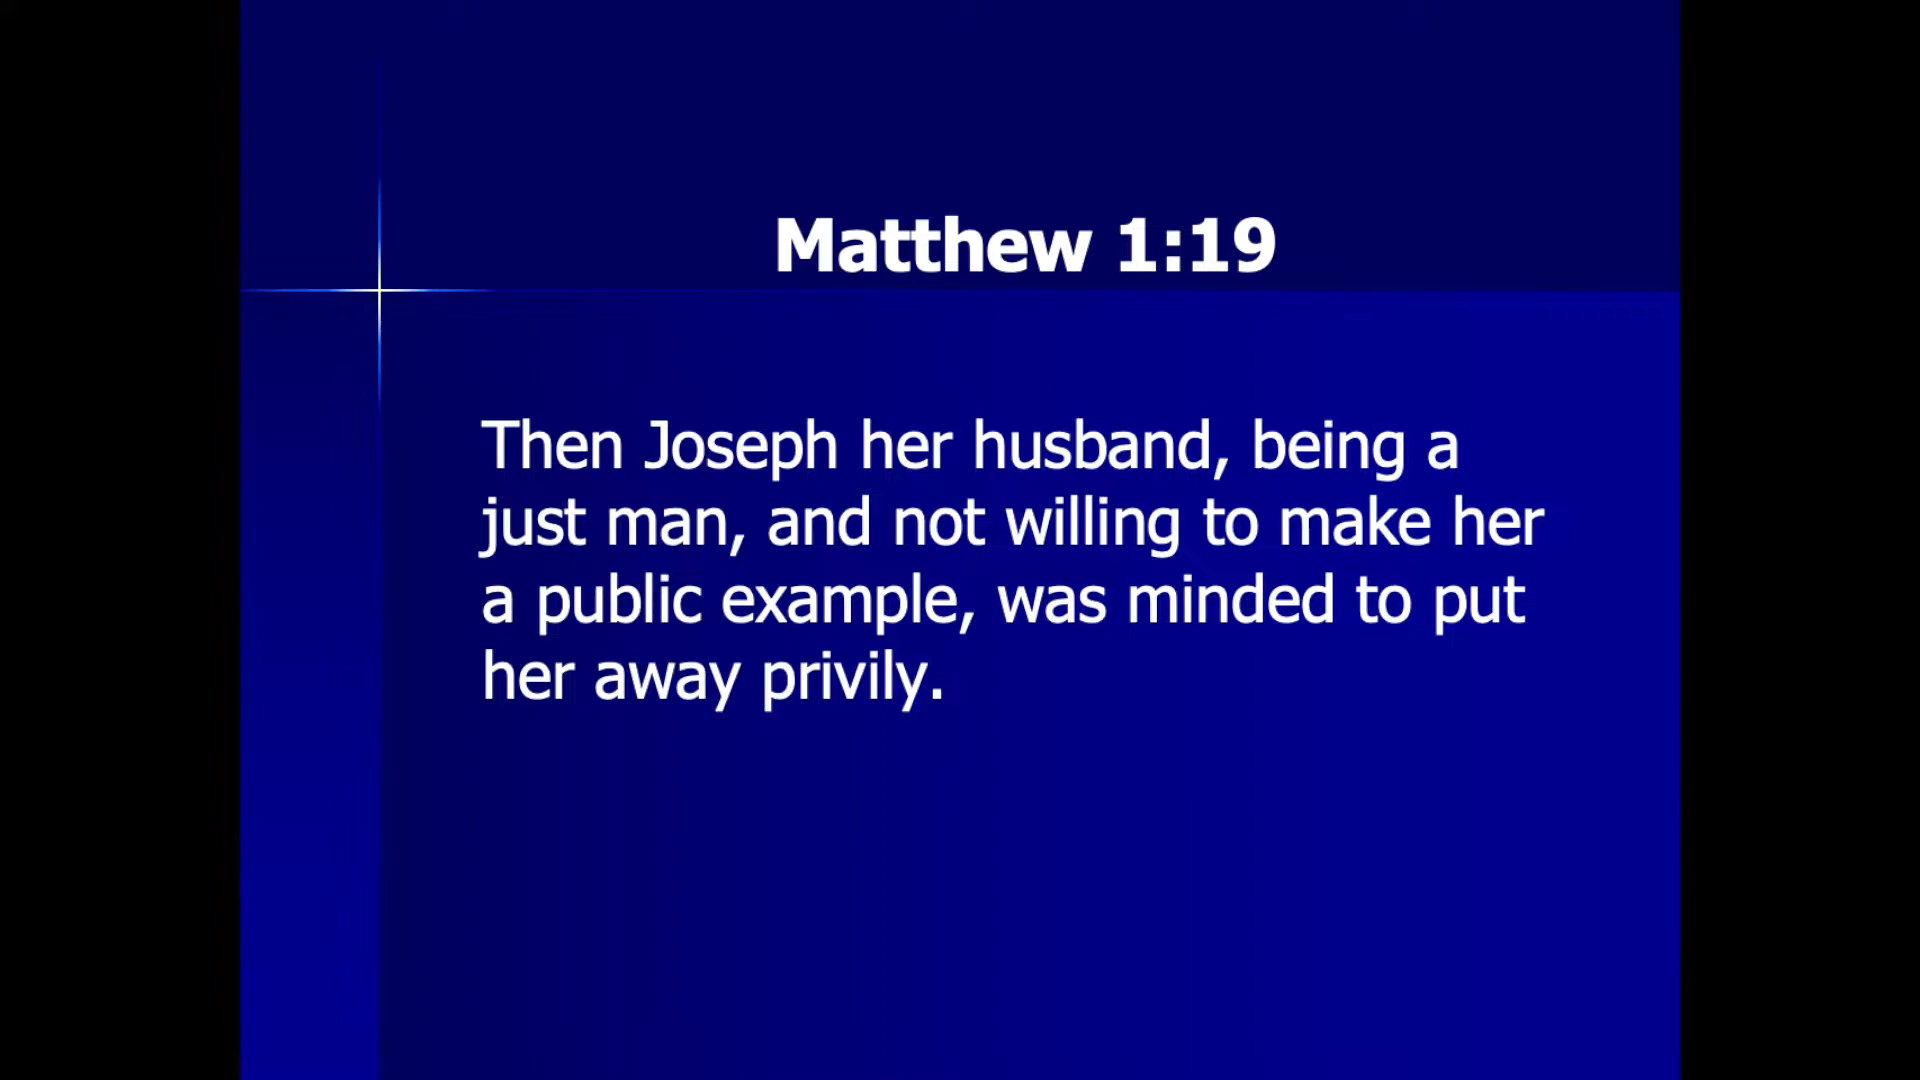 Matthew 1:19
Then Joseph her husband, being a
just man, and not willing to make her
a public example, was minded to put
her away privily.